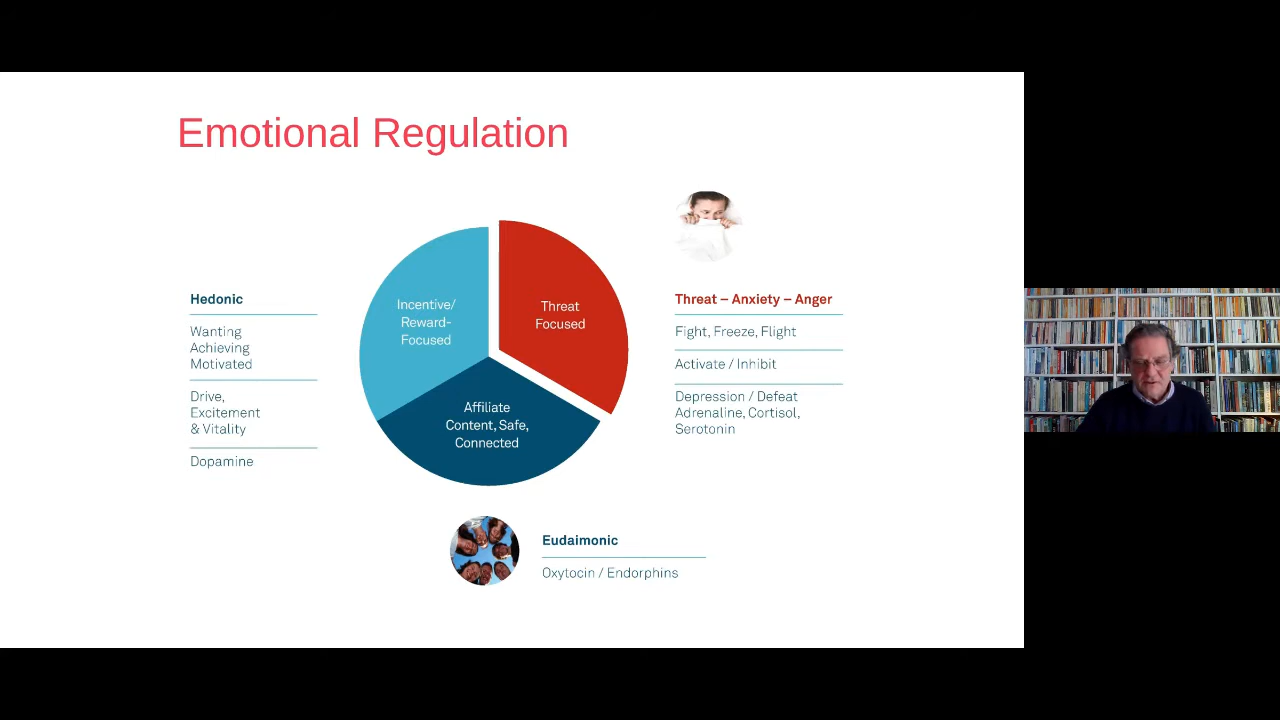 Emotional Regulation
Hedonic
Wanting
Achieving
Motivated
Drive,
Excitement
& Vitality
Dopamine
Incentive/
Reward-
Focused
Threat
Focused
Affiliate
Content, Safe,
Connected
Threat – Anxiety – Anger
Fight, Freeze, Flight
Activate / Inhibit
Depression / Defeat
Adrenaline, Cortisol,
Serotonin
Eudaimonic
Oxytocin / Endorphins